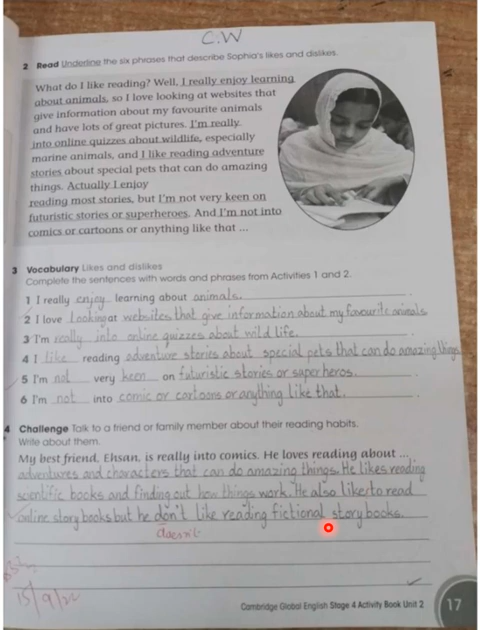 C.W
2 Read Underline the six phrases that describe Sophia's likes and dislikes.
What do I like reading? Well, I really enjoy learning
about animals, so I love looking at websites that
give information about my favourite animals
and have lots of great pictures. I'm really
into online quizzes about wildlife, especially
marine animals, and I like reading adventure
stories about special pets that can do amazing
things. Actually I enjoy
reading most stories, but I'm not very keen on
futuristic stories or superheroes. And I'm not into
comics or cartoons or anything like that ...
3 Vocabulary Likes and dislikes
Complete the sentences with words and phrases from Activities 1 and 2.
1 I really enjoy learning about animals.
2 I love looking at websites that give information about my favourite animals
3 I'm really into online quizzes about wild life.
4 I like reading adventure stories about special pets that can do amazing things
5 I'm not very keen on futuristic stories or superheros.
6 I'm not into comic or cartoons or anything like that.
4 Challenge Talk to a friend or family member about their reading habits.
Write about them.
My best friend, Ehsan, is really into comics. He loves reading about ...
adventures and characters that can do amazing things. He likes reading
scientific books and finding out how things work. He also like to read
online story books but he don't like reading fictional story books.
doesn't
15/9/22
Cambridge Global English Stage 4 Activity Book Unit 2 17